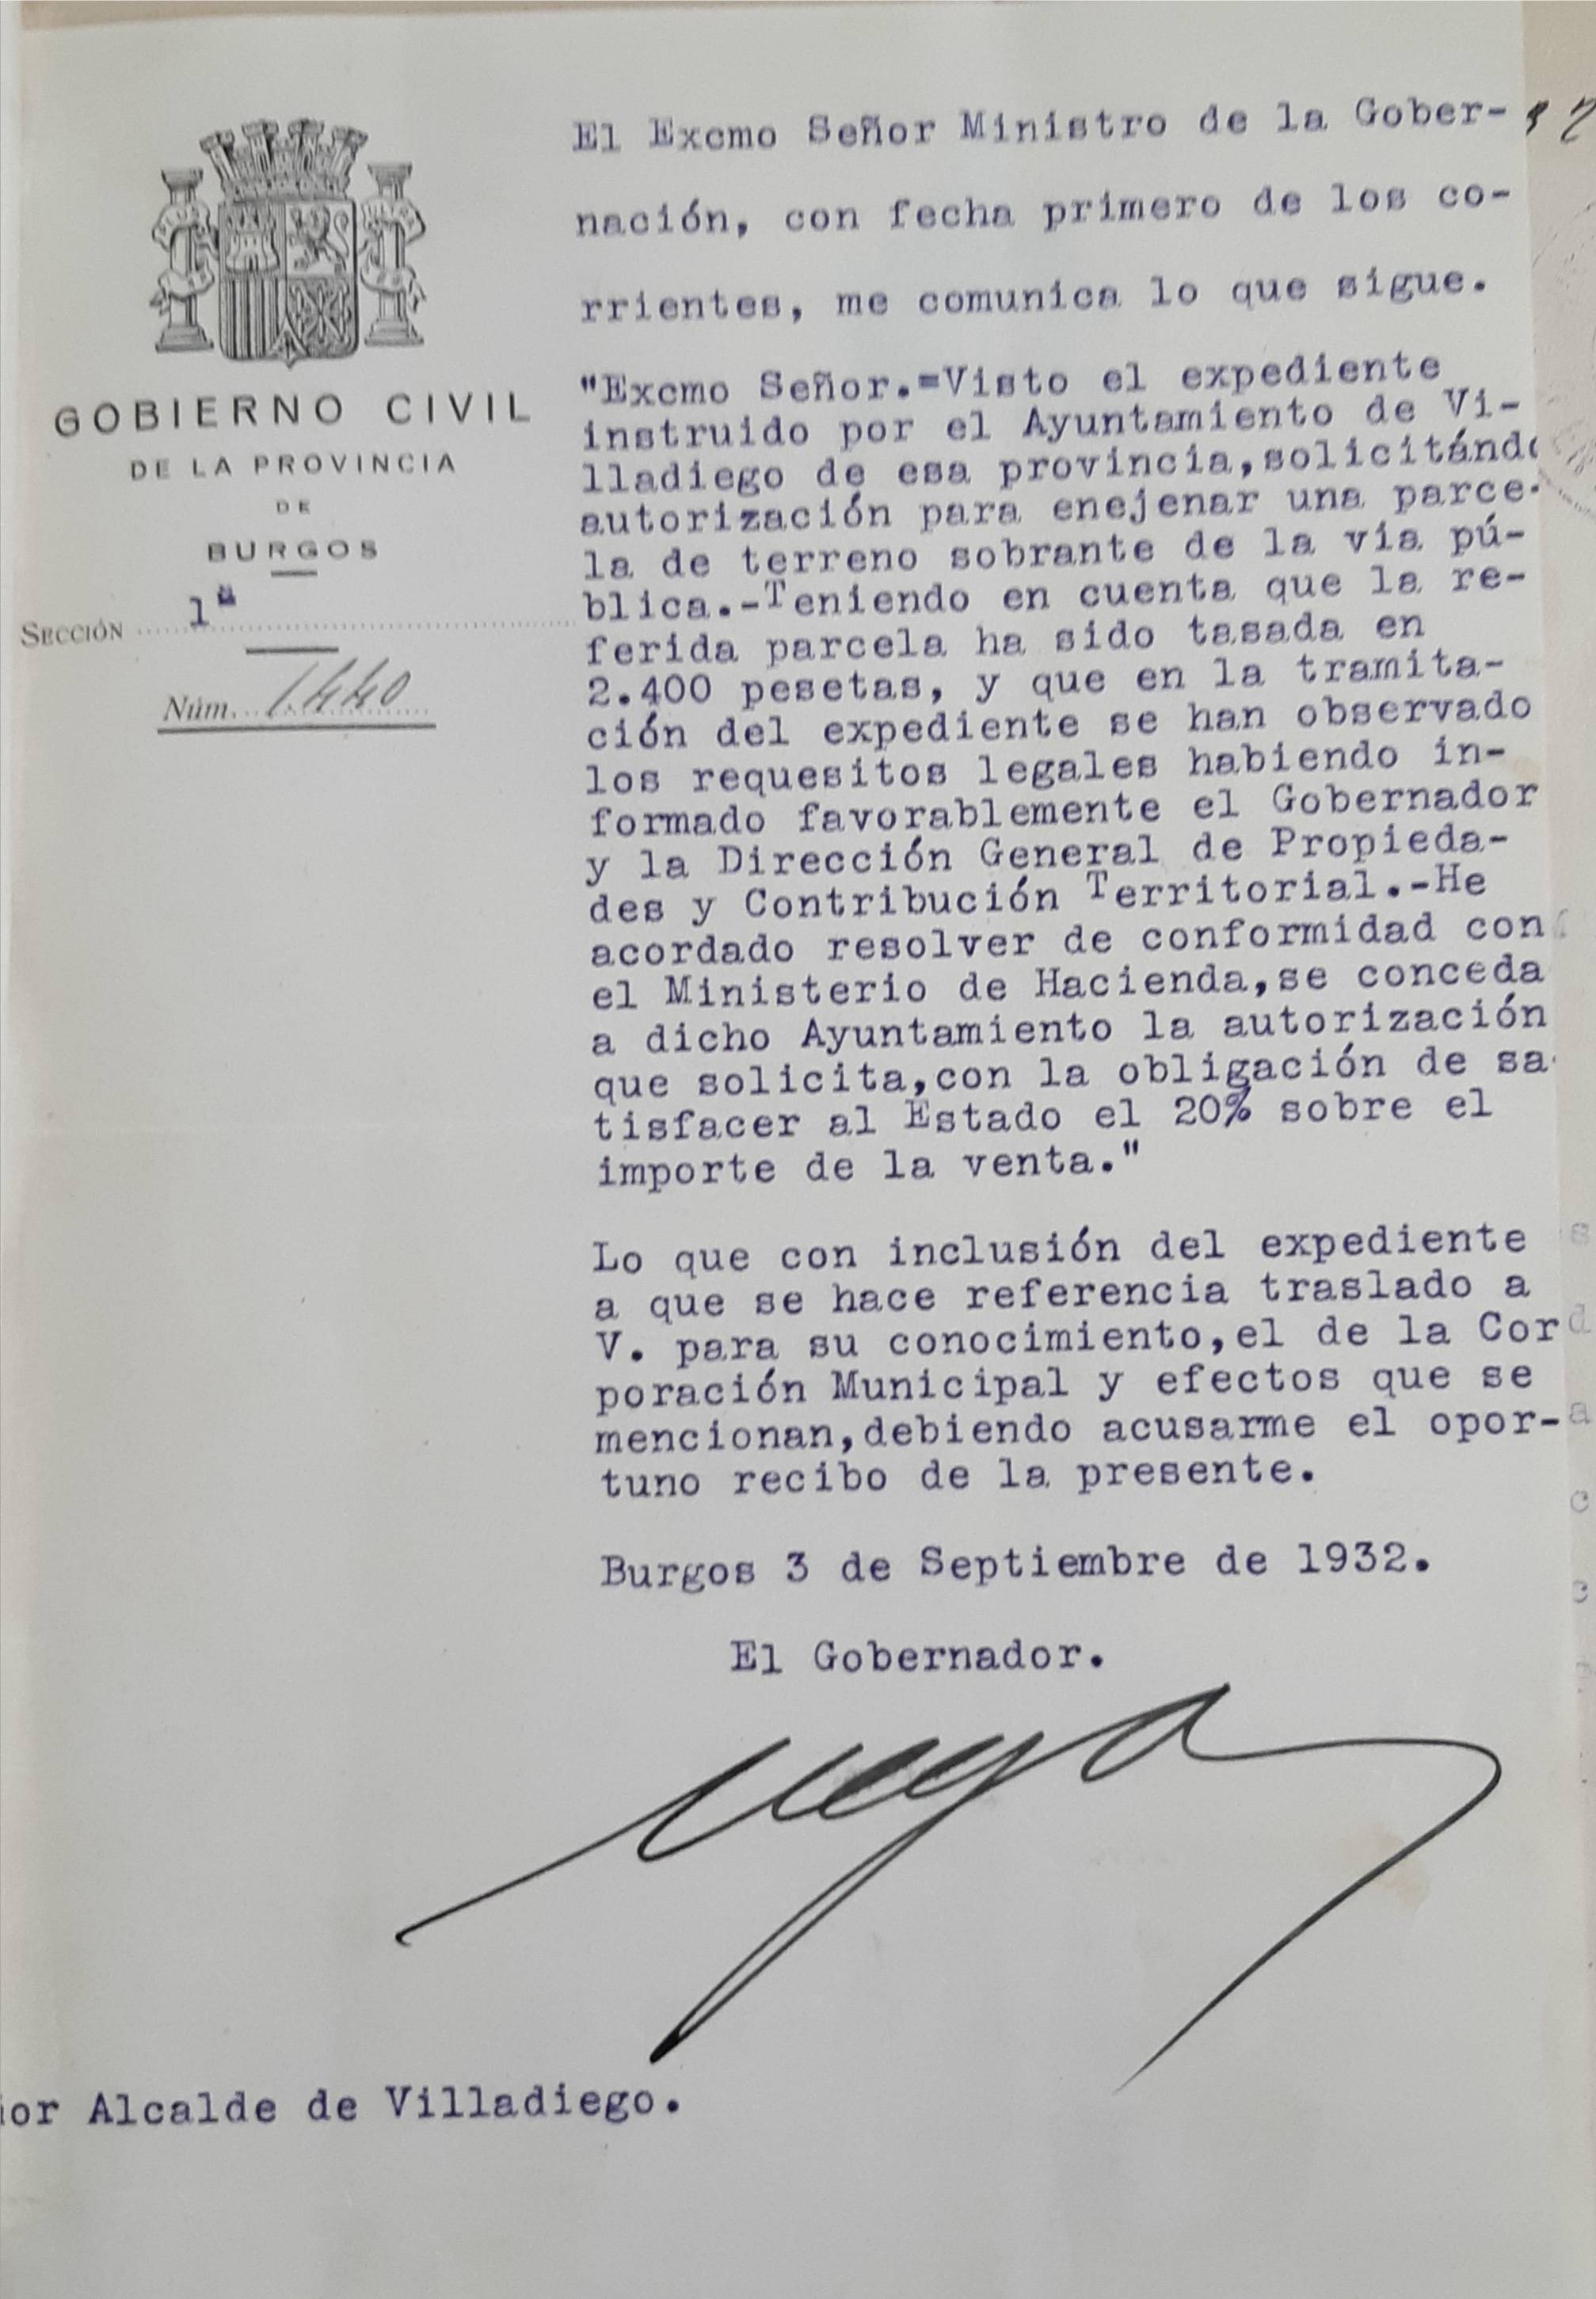 GOBIERNO CIVIL
DE LA PROVINCIA
DE
BURGOS
SECCIÓN 1ª
Núm. 1.440
El Excmo Señor Ministro de la Gober-
nación, con fecha primero de los co-
rrientes, me comunica lo que sigue.
"Excmo Señor.=Visto el expediente
instruido por el Ayuntamiento de Vi-
lladiego de esa provincia,solicitándo
autorización para enejenar una parce-
la de terreno sobrante de la vía pú-
blica.-Teniendo en cuenta que la re-
ferida parcela ha sido tasada en
2.400 pesetas, y que en la tramita-
ción del expediente se han observado
los requesitos legales habiendo in-
formado favorablemente el Gobernador
y la Dirección General de Propieda-
des y Contribución Territorial.-He
acordado resolver de conformidad con
el Ministerio de Hacienda,se conceda
a dicho Ayuntamiento la autorización
que solicita,con la obligación de sa-
tisfacer al Estado el 20% sobre el
importe de la venta."
Lo que con inclusión del expediente
a que se hace referencia traslado a
V. para su conocimiento,el de la Cor
poración Municipal y efectos que se
mencionan,debiendo acusarme el opor-
tuno recibo de la presente.
Burgos 3 de Septiembre de 1932.
El Gobernador.
ñor Alcalde de Villadiego.